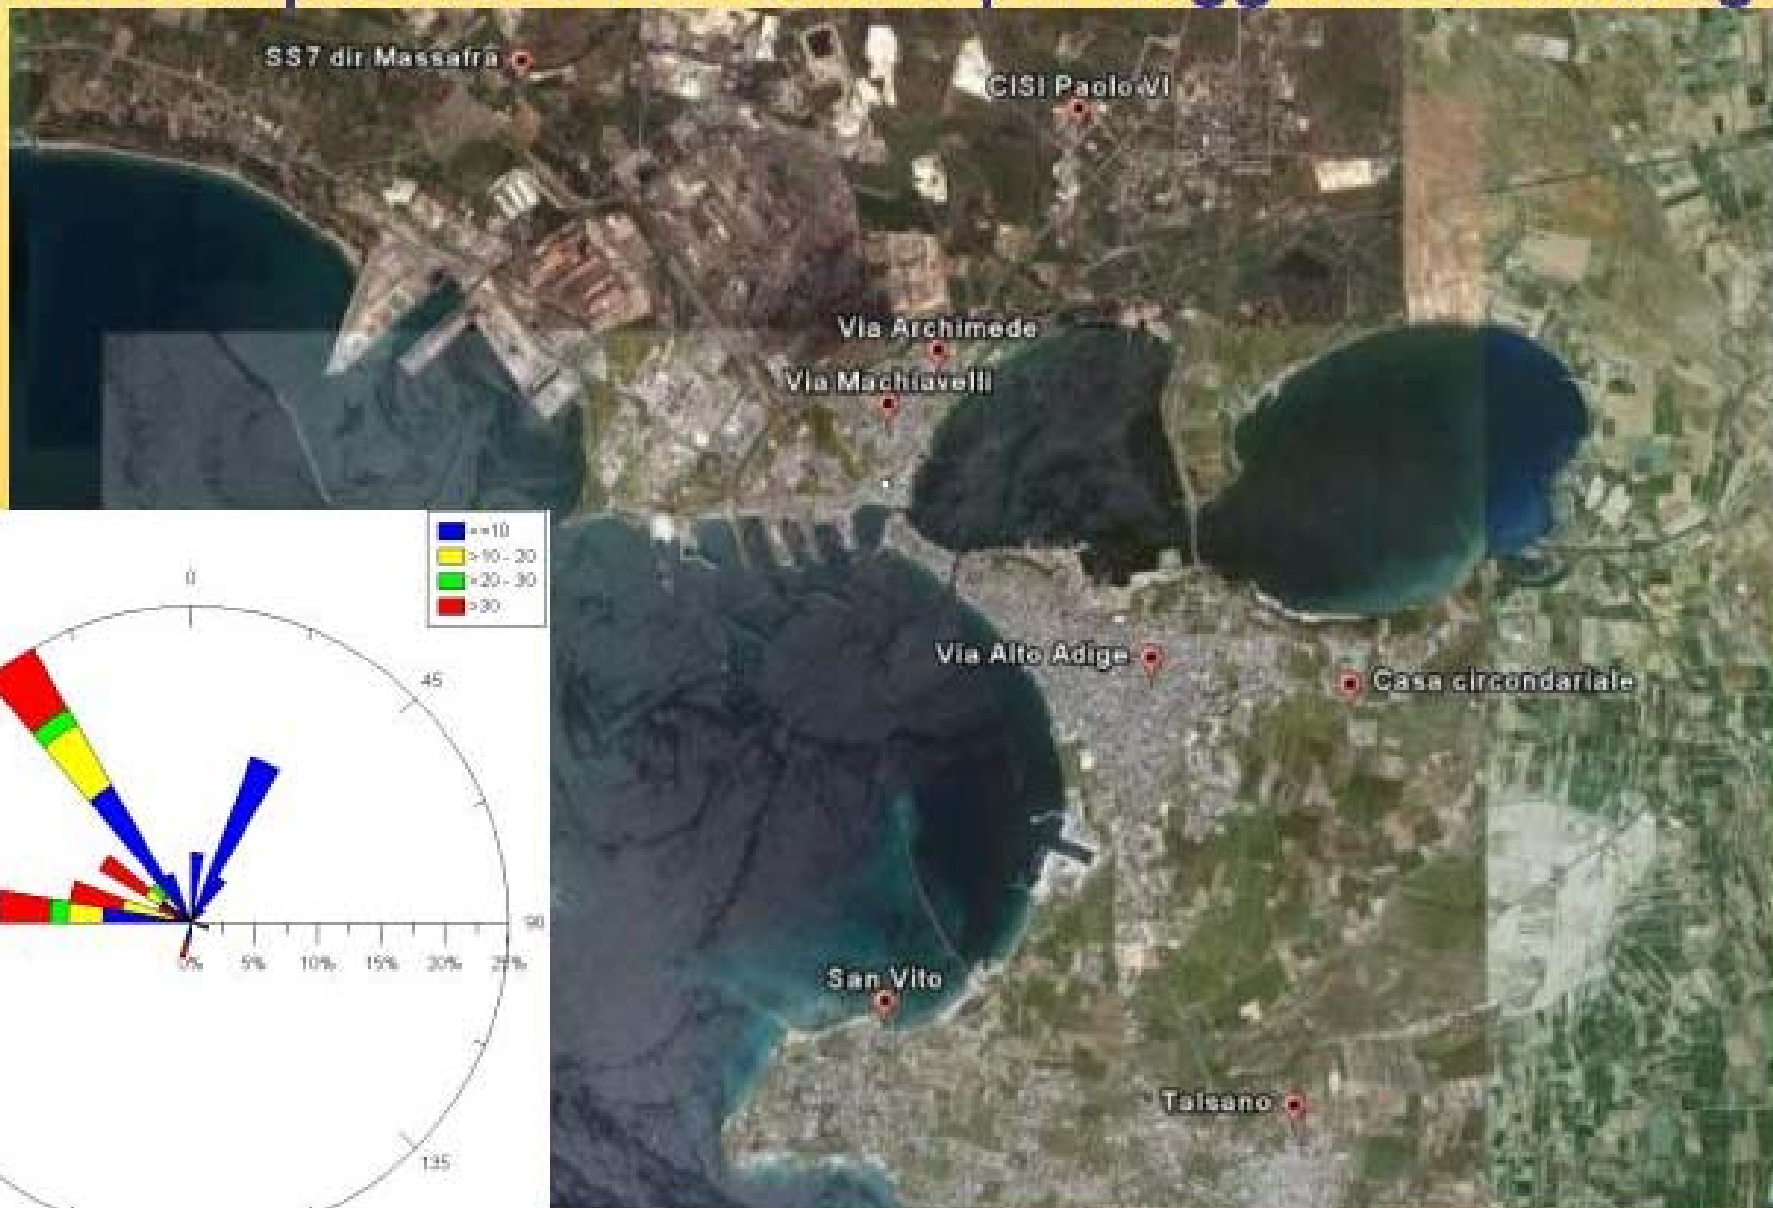 SS7 dir Massafra
CISI Paolo VI
Via Archimede
Via Machiavelli
<=10
>10 - 20
>20 - 30
>30
0
45
Via Alto Adige
Casa circondariale
90
0% 5% 10% 15% 20% 25%
San Vito
Talsano
135